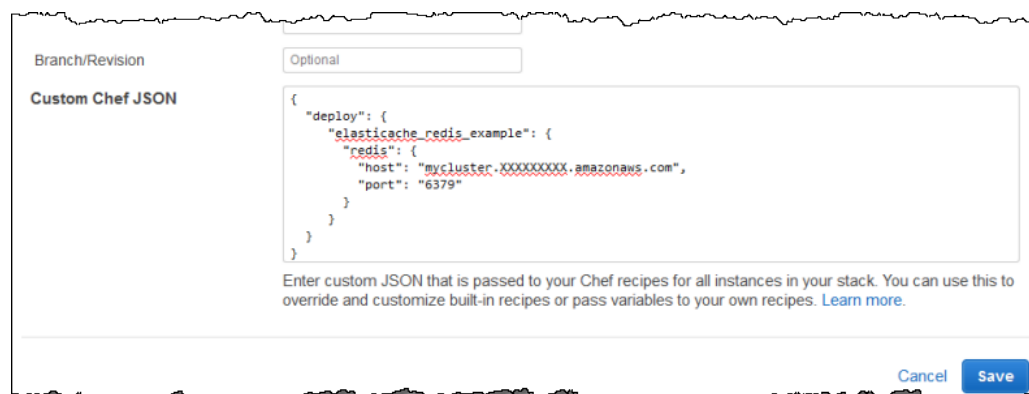 Branch/Revision
Optional
Custom Chef JSON
{
  "deploy": {
    "elasticache_redis_example": {
      "redis": {
        "host": "mycluster.XXXXXXXXX.amazonaws.com",
        "port": "6379"
      }
    }
  }
}
Enter custom JSON that is passed to your Chef recipes for all instances in your stack. You can use this to
override and customize built-in recipes or pass variables to your own recipes. Learn more.
Cancel
Save